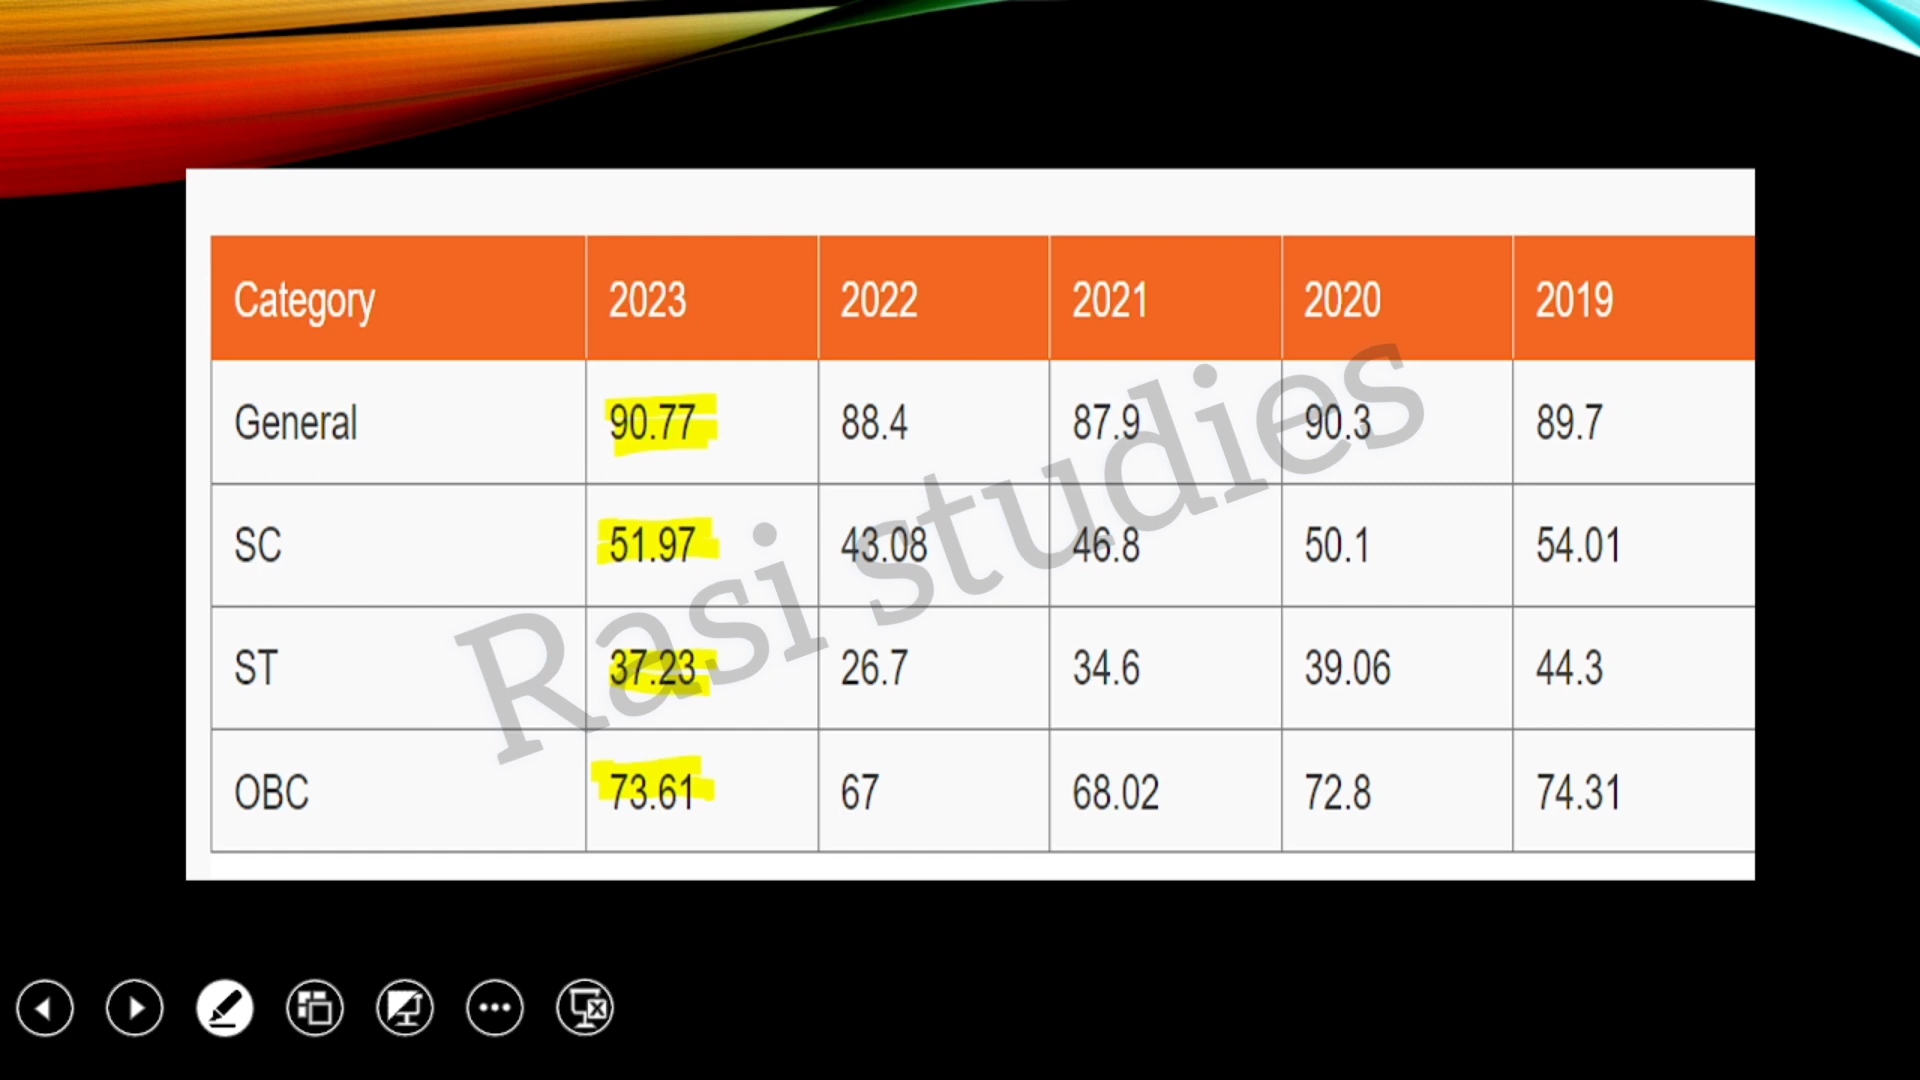 Category 2023 2022 2021 2020 2019
General 90.77 88.4 87.9 90.3 89.7
SC 51.97 43.08 46.8 50.1 54.01
ST 37.23 26.7 34.6 39.06 44.3
OBC 73.61 67 68.02 72.8 74.31
Rasi studies